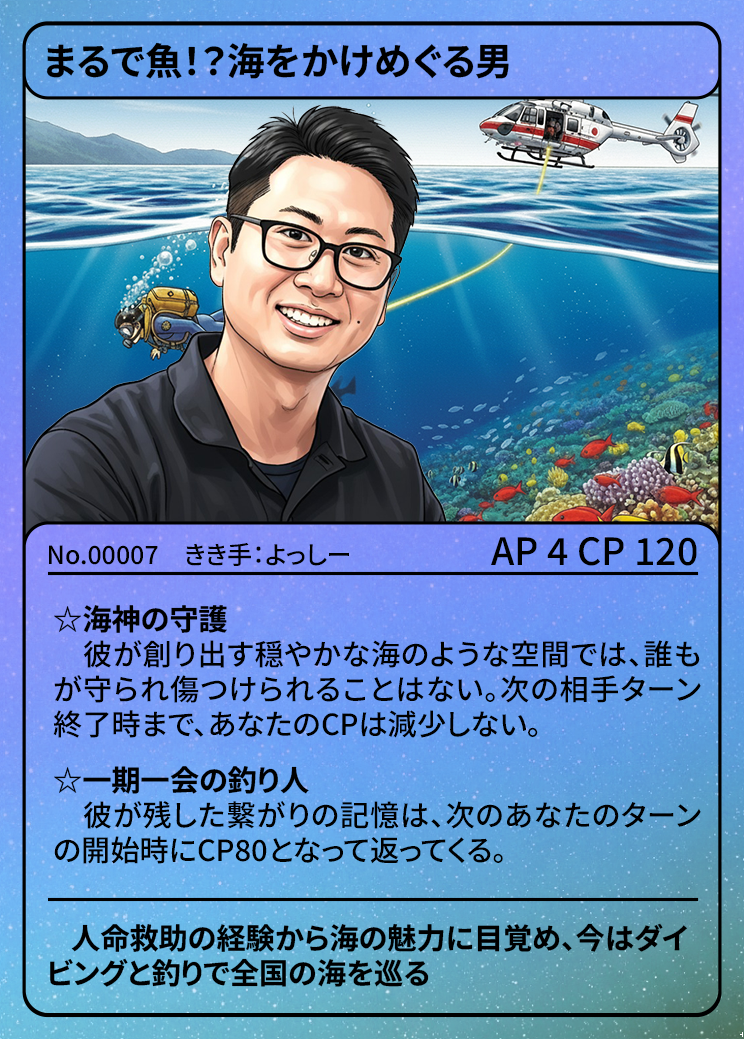 まるで魚!?海をかけめぐる男
No.00007 きき手:よっしー AP 4 CP 120
☆海神の守護
彼が創り出す穏やかな海のような空間では、誰も
が守られ傷つけられることはない。次の相手ターン
終了時まで、あなたのCPは減少しない。
☆一期一会の釣り人
彼が残した繋がりの記憶は、次のあなたのターン
の開始時にCP80となって返ってくる。
人命救助の経験から海の魅力に目覚め、今はダイ
ビングと釣りで全国の海を巡る